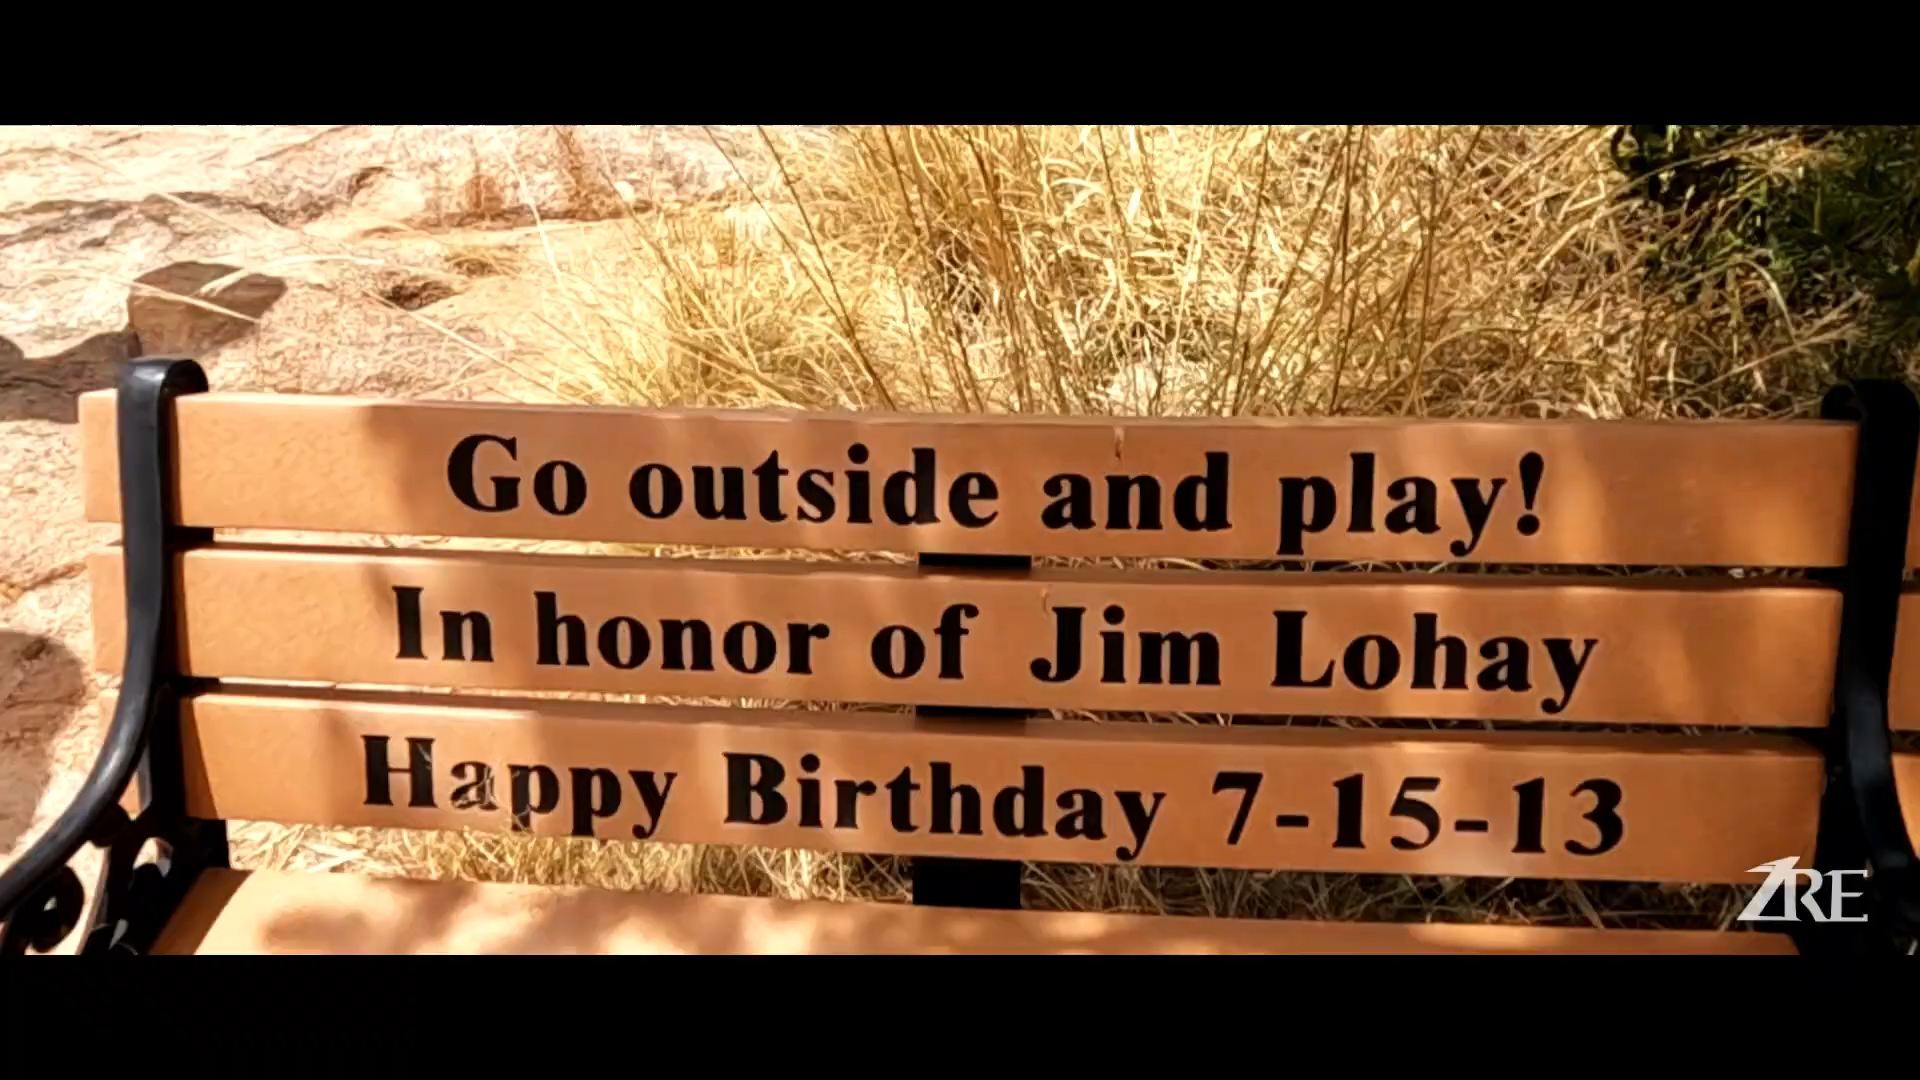 Go outside and play!
In honor of Jim Lohay
Happy Birthday 7-15-13
ZRE